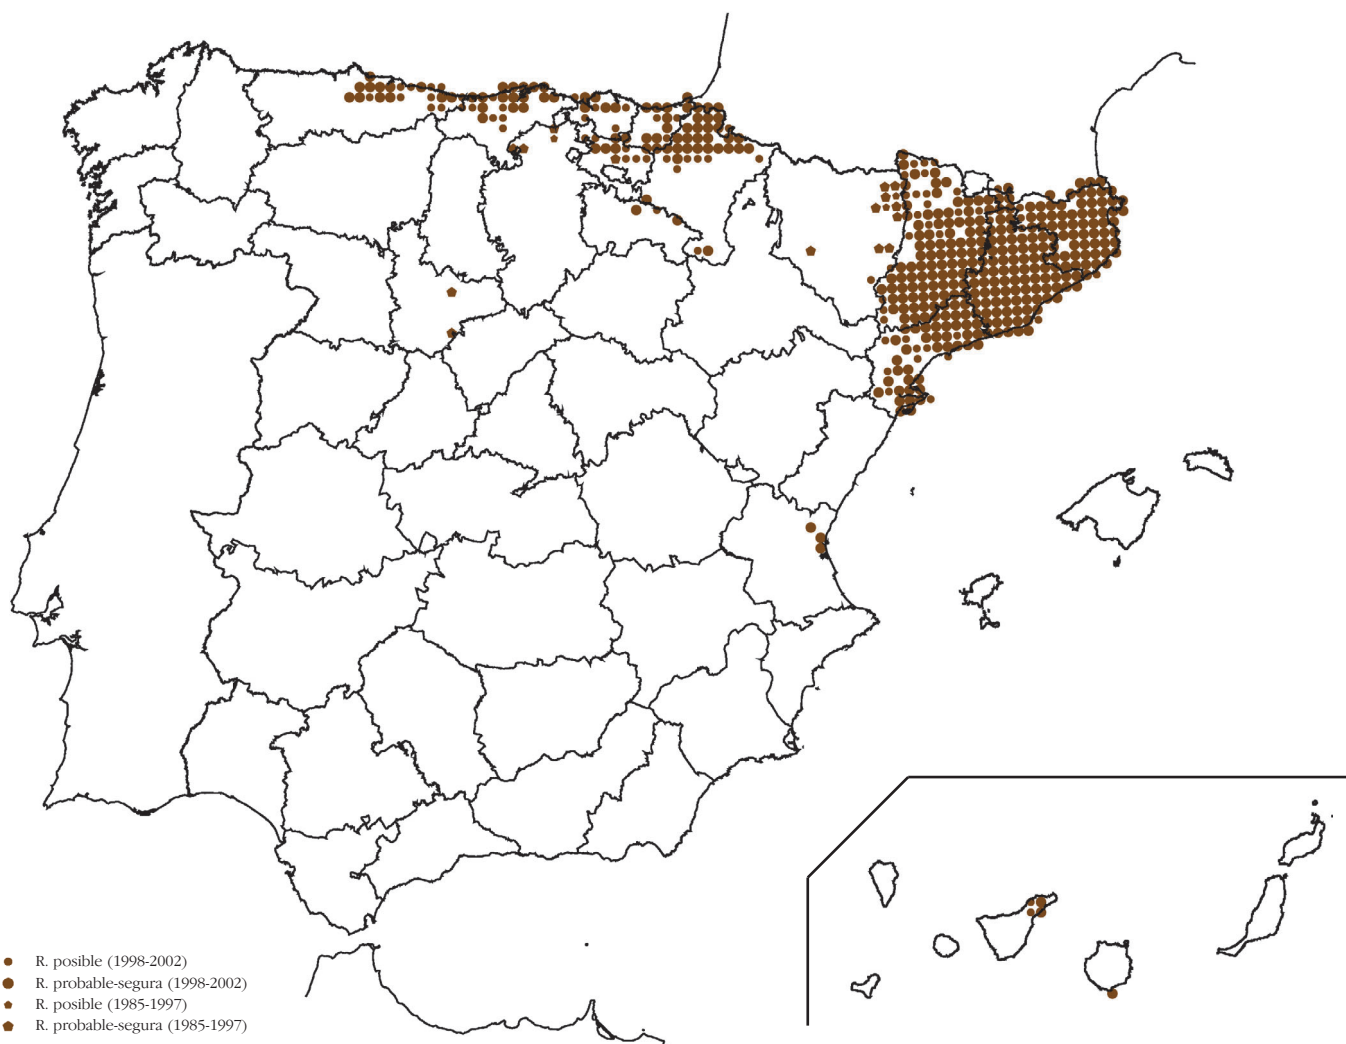 R. posible (1998-2002)
R. probable-segura (1998-2002)
R. posible (1985-1997)
R. probable-segura (1985-1997)